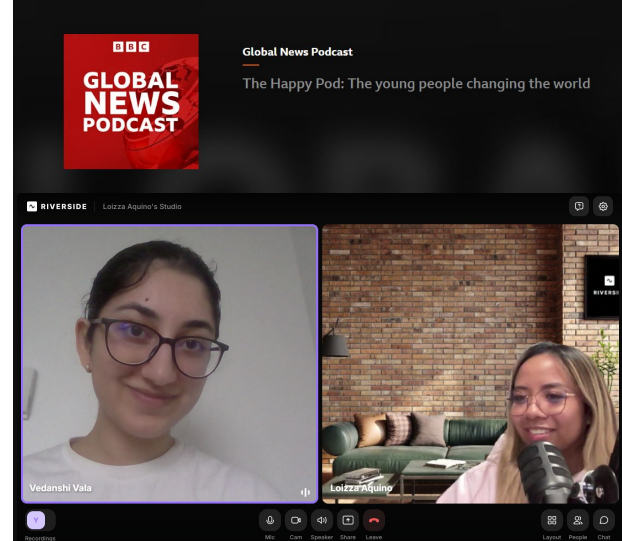 BBC
GLOBAL
NEWS
PODCAST
Global News Podcast
The Happy Pod: The young people changing the world
RIVERSIDE
Loizza Aquino's Studio
RIVERSI
Vedanshi Vala
Loizza Aquino
Y
Recordings
Mic
Cam
Speaker
Share
Leave
Layout
People
Chat